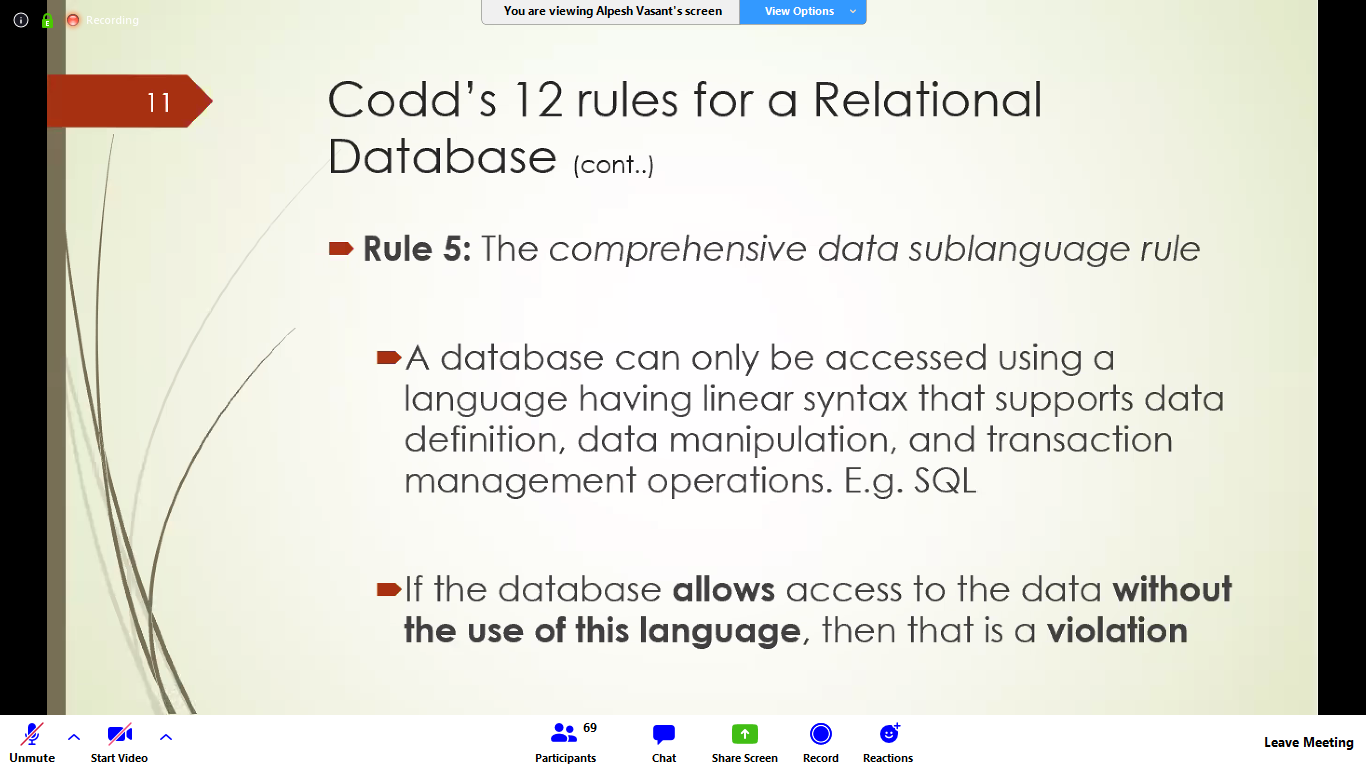 You are viewing Alpesh Vasant's screen
View Options
Recording
11
Codd's 12 rules for a Relational
Database (cont..)
Rule 5: The comprehensive data sublanguage rule
A database can only be accessed using a
language having linear syntax that supports data
definition, data manipulation, and transaction
management operations. E.g. SQL
If the database allows access to the data without
the use of this language, then that is a violation
Unmute
Start Video
69
Participants
Chat
Share Screen
Record
Reactions
Leave Meeting